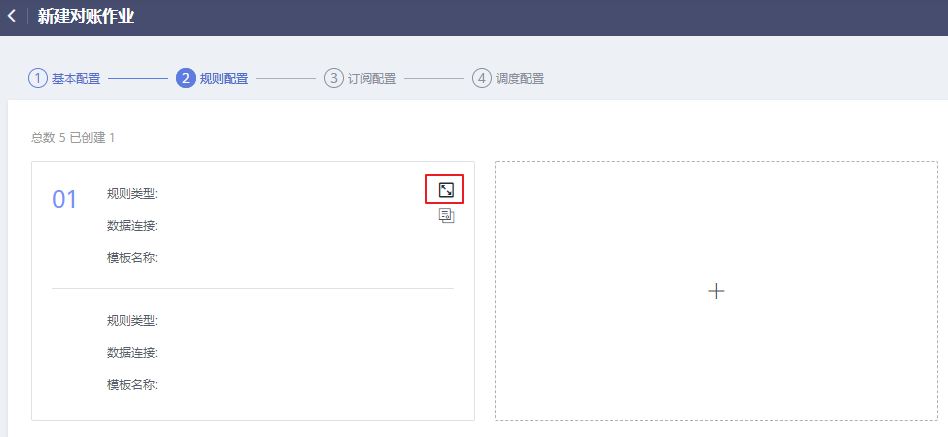 新建对账作业
1 基本配置 2 规则配置 3 订阅配置 4 调度配置
总数 5 已创建 1
01
规则类型:
数据连接:
模板名称:
规则类型:
数据连接:
模板名称: